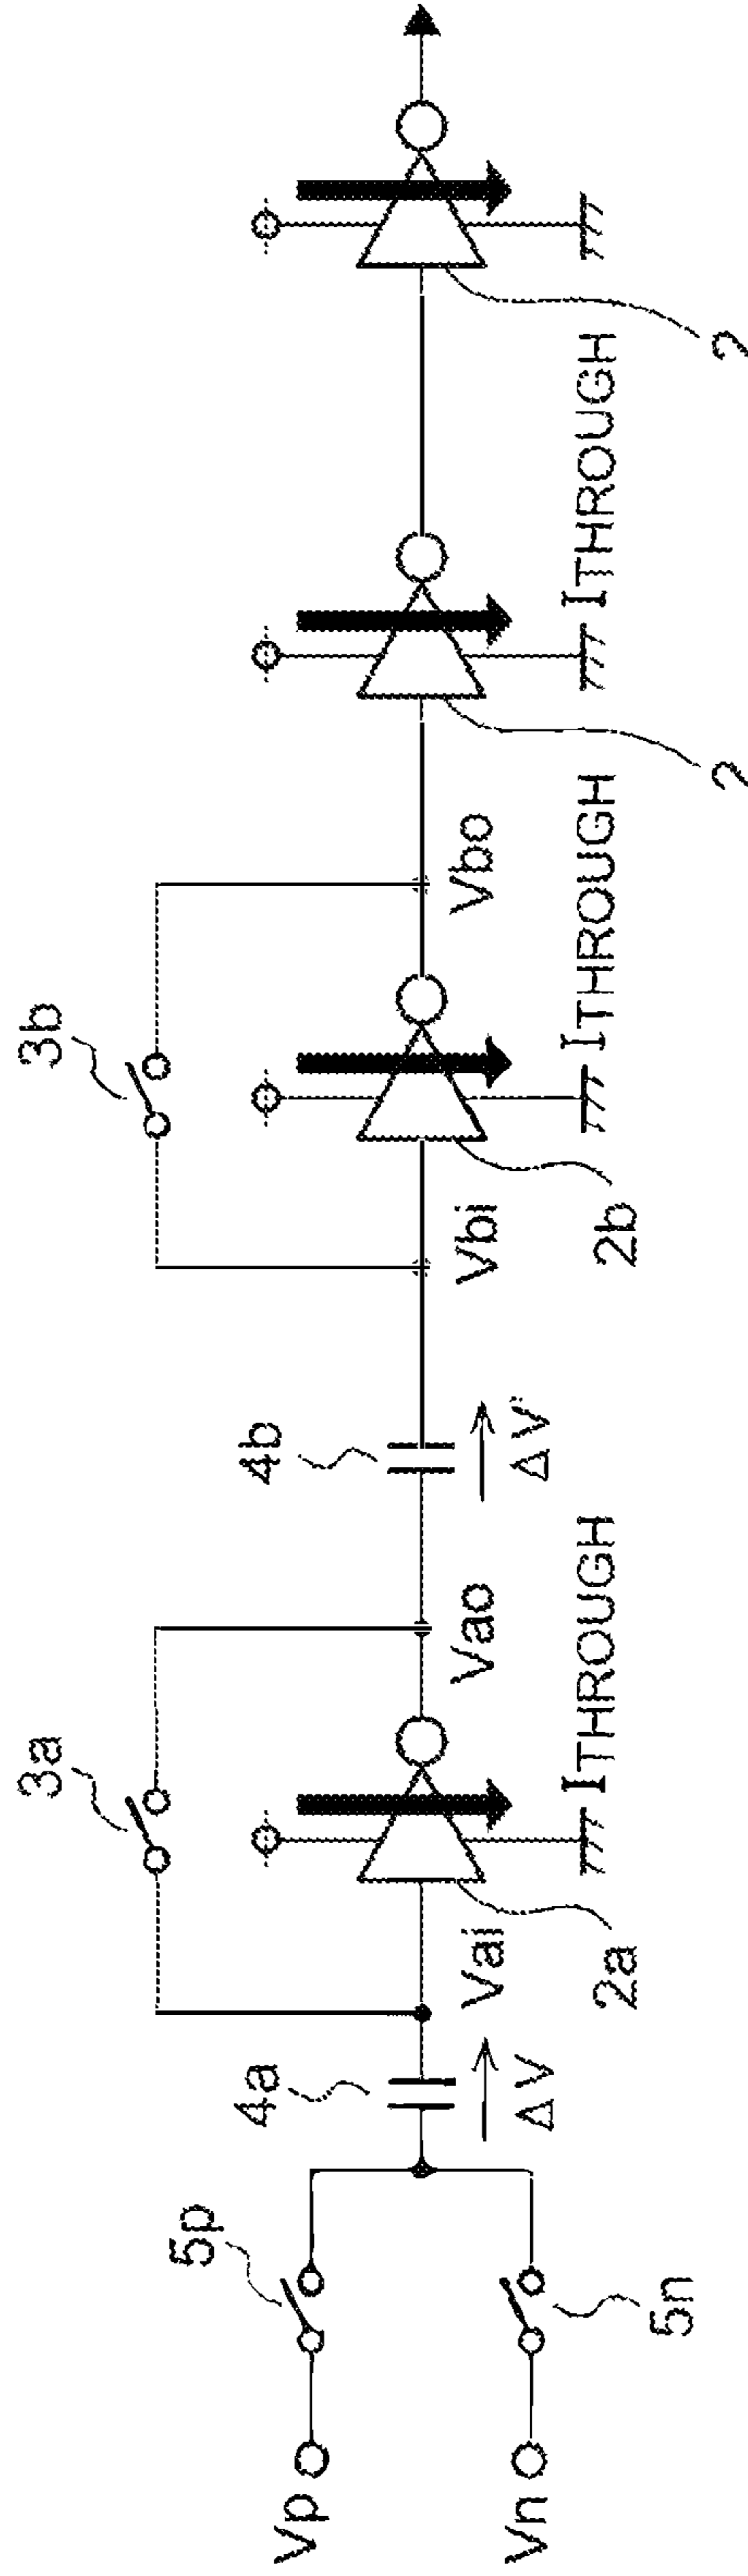 3a
3b
5p
4a
4b
Vp
ΔV
Vai
Vao
ΔV'
Vbi
Vbo
Vn
5n
2a
2b
2
2
ITHROUGH
ITHROUGH
ITHROUGH